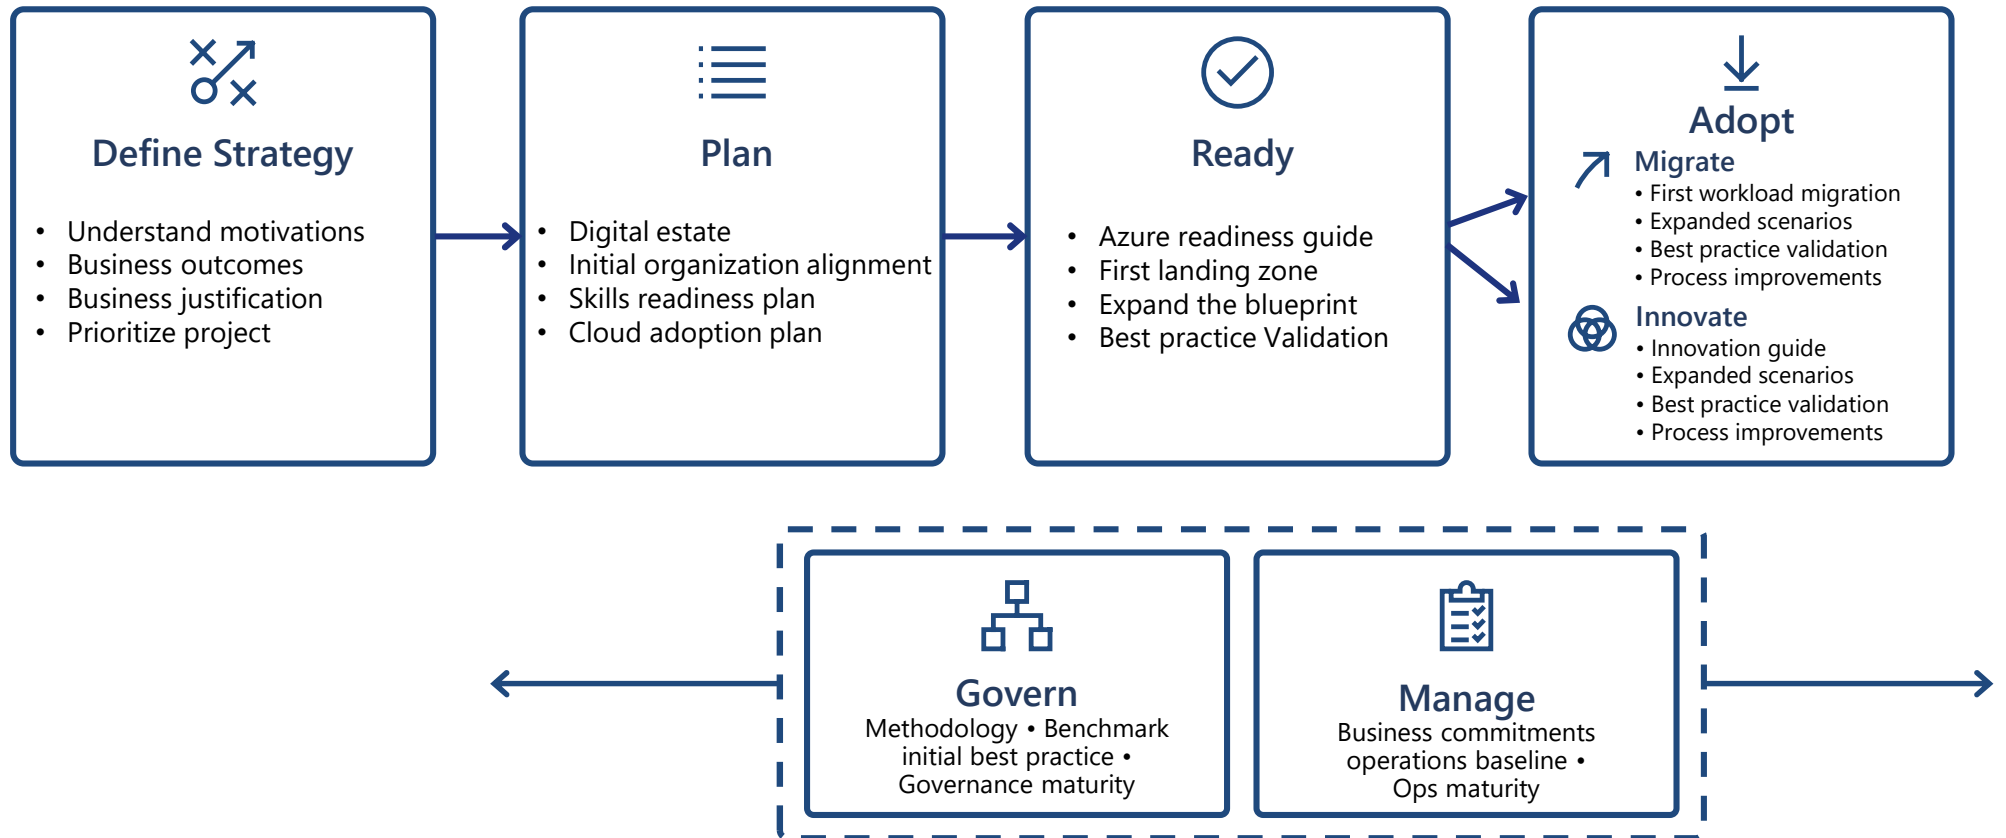 Define Strategy
• Understand motivations
• Business outcomes
• Business justification
• Prioritize project
Plan
• Digital estate
• Initial organization alignment
• Skills readiness plan
• Cloud adoption plan
Ready
• Azure readiness guide
• First landing zone
• Expand the blueprint
• Best practice Validation
Adopt
Migrate
• First workload migration
• Expanded scenarios
• Best practice validation
• Process improvements
Innovate
• Innovation guide
• Expanded scenarios
• Best practice validation
• Process improvements
Govern
Methodology • Benchmark
initial best practice •
Governance maturity
Manage
Business commitments
operations baseline •
Ops maturity